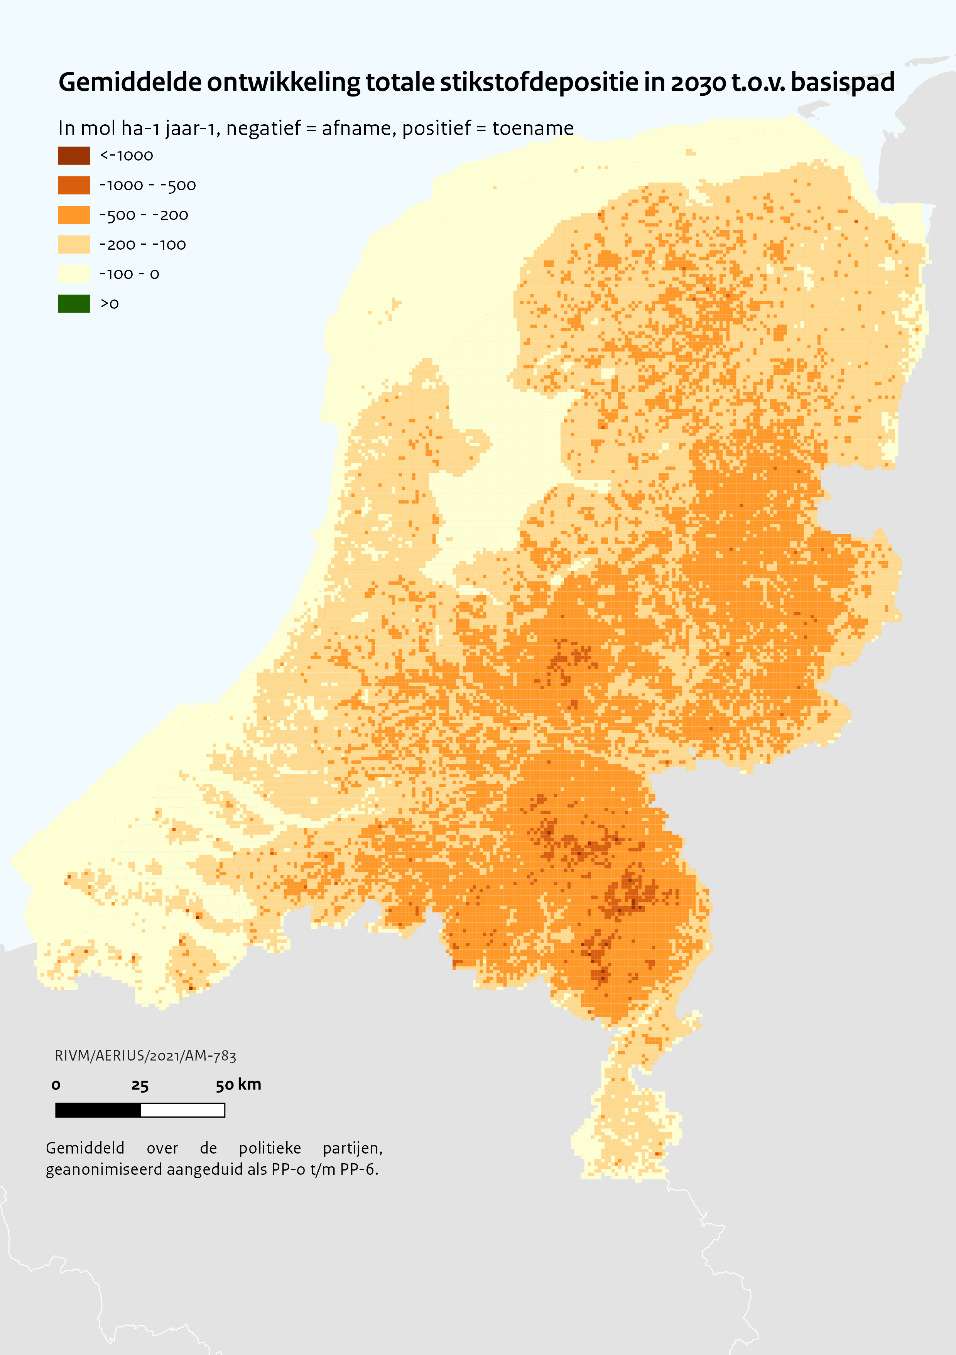 Gemiddelde ontwikkeling totale stikstofdepositie in 2030 t.o.v. basispad
In mol ha-1 jaar-1, negatief = afname, positief = toename
<-1000
-1000 - -500
-500 - -200
-200 - -100
-100 - 0
>0
RIVM/AERIUS/2021/AM-783
0 25 50 km
Gemiddeld over de politieke partijen,
geanonimiseerd aangeduid als PP-0 t/m PP-6.